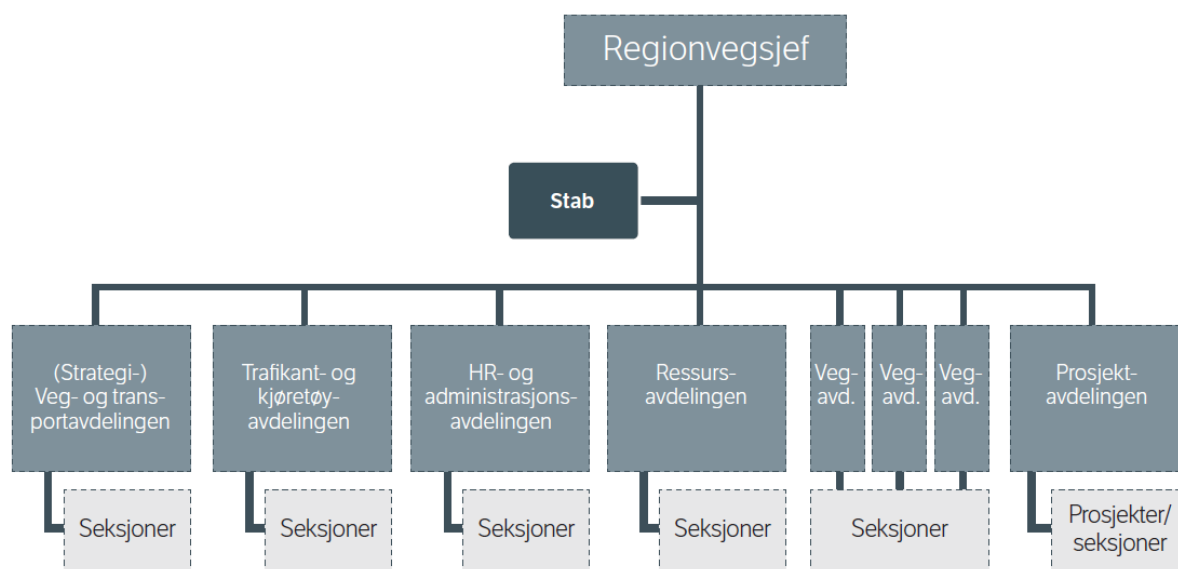 Regionvegsjef
Stab
(Strategi-)
Veg- og trans-
portavdelingen
Trafikant- og
kjøretøy-
avdelingen
HR- og
administrasjons-
avdelingen
Ressurs-
avdelingen
Veg-
avd.
Veg-
avd.
Veg-
avd.
Prosjekt-
avdelingen
Seksjoner
Seksjoner
Seksjoner
Seksjoner
Seksjoner
Prosjekter/
seksjoner